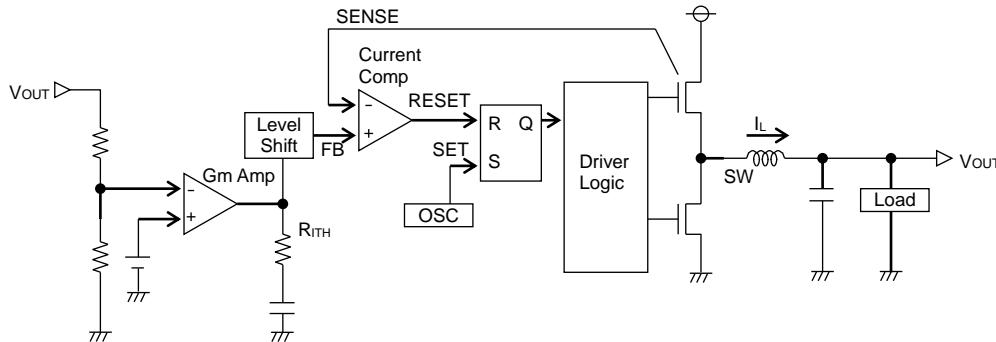 SENSE
Current
Comp
VOUT
RESET
Level
Shift
FB
R Q
SET
S
IL
Driver
Logic
SW
VOUT
Gm Amp
OSC
Load
RITH
-
+
-
+